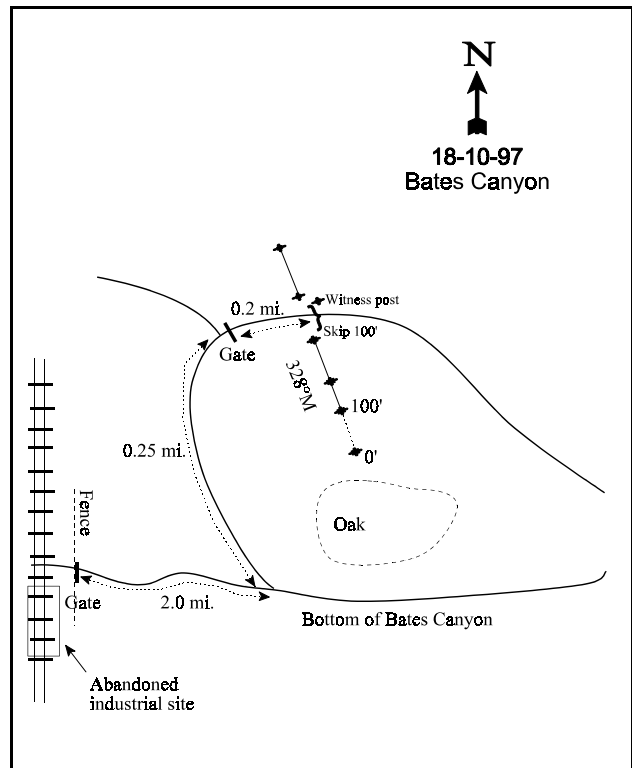 N
18-10-97
Bates Canyon
Witness post
0.2 mi.
Skip 100'
Gate
328°M
100'
0.25 mi.
0'
Fence
Oak
Gate
2.0 mi.
Bottom of Bates Canyon
Abandoned
industrial site